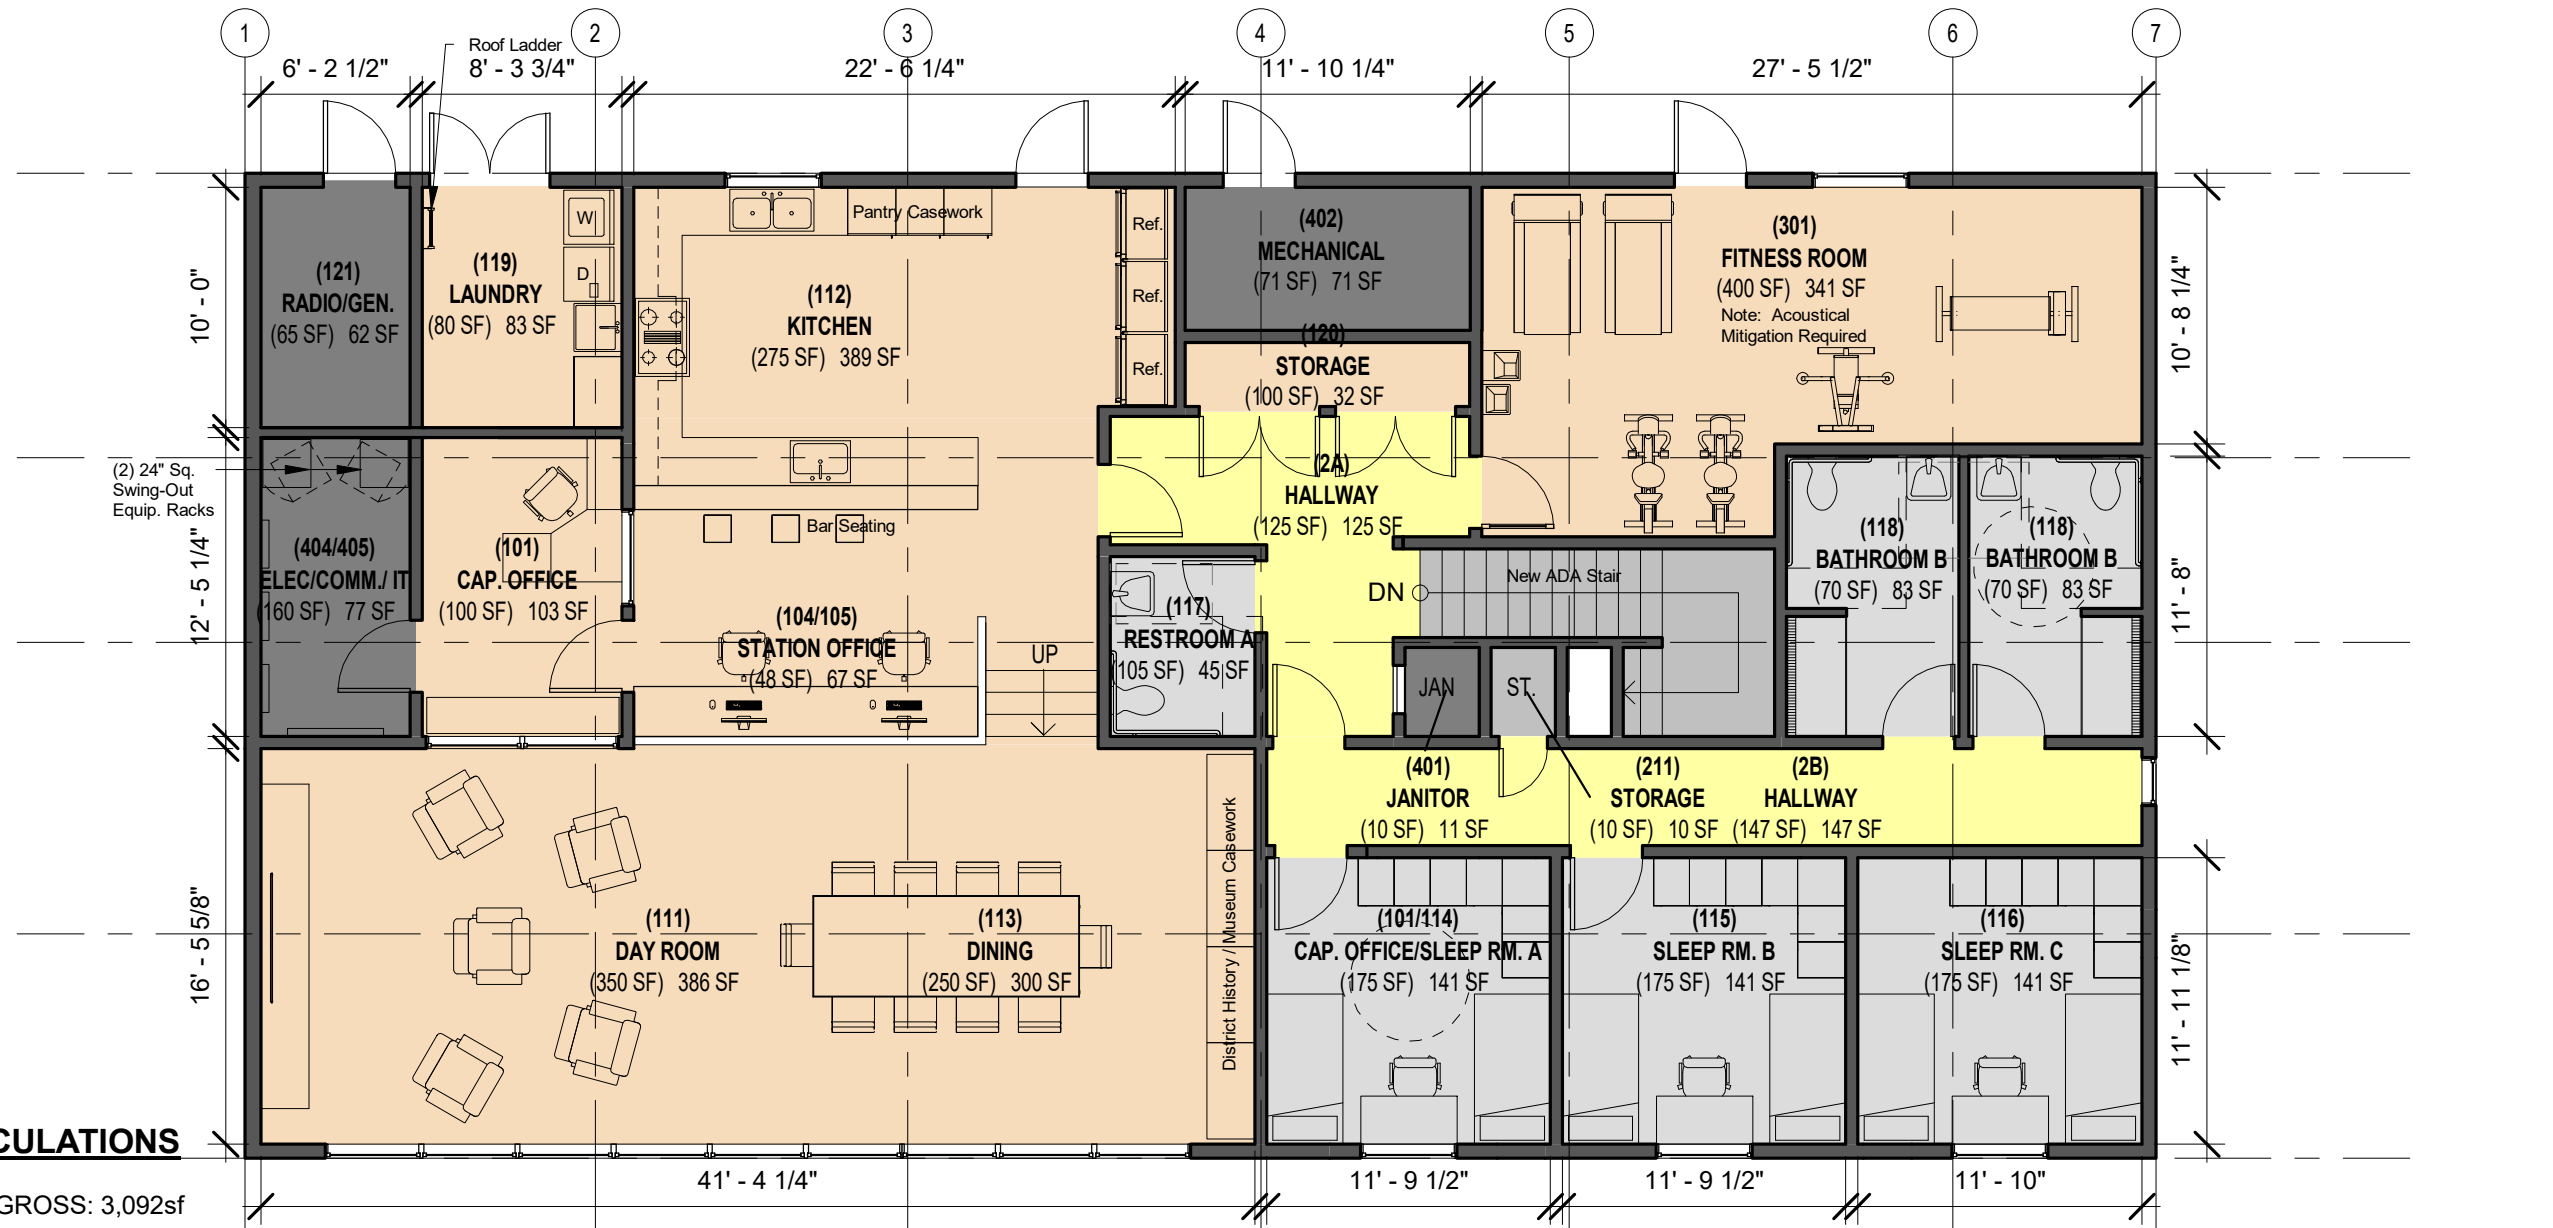 1
2
3
4
5
6
7
Roof Ladder
6' - 2 1/2"
8' - 3 3/4"
22' - 6 1/4"
11' - 10 1/4"
27' - 5 1/2"
10' - 0"
12' - 5 1/4"
16' - 5 5/8"
(2) 24" Sq.
Swing-Out
Equip. Racks
(121)
RADIO/GEN.
(65 SF) 62 SF
(119)
LAUNDRY
(80 SF) 83 SF
W
D
(112)
KITCHEN
(275 SF) 389 SF
Pantry Casework
Ref.
Ref.
Ref.
(402)
MECHANICAL
(71 SF) 71 SF
(120)
STORAGE
(100 SF) 32 SF
(301)
FITNESS ROOM
(400 SF) 341 SF
Note: Acoustical
Mitigation Required
10' - 8 1/4"
11' - 8"
11' - 11 1/8"
(404/405)
ELEC/COMM./ IT
(160 SF) 77 SF
(101)
CAP. OFFICE
(100 SF) 103 SF
Bar Seating
(104/105)
STATION OFFICE
(48 SF) 67 SF
UP
(2A)
HALLWAY
(125 SF) 125 SF
(117)
RESTROOM A
(105 SF) 45 SF
DN
New ADA Stair
JAN
ST.
(118)
BATHROOM B
(70 SF) 83 SF
(118)
BATHROOM B
(70 SF) 83 SF
(401)
JANITOR
(10 SF) 11 SF
(211)
STORAGE
(10 SF) 10 SF
(2B)
HALLWAY
(147 SF) 147 SF
(111)
DAY ROOM
(350 SF) 386 SF
(113)
DINING
(250 SF) 300 SF
District History / Museum Casework
(101/114)
CAP. OFFICE/SLEEP RM. A
(175 SF) 141 SF
(115)
SLEEP RM. B
(175 SF) 141 SF
(116)
SLEEP RM. C
(175 SF) 141 SF
41' - 4 1/4"
11' - 9 1/2"
11' - 9 1/2"
11' - 10"
CULATIONS
GROSS: 3,092sf